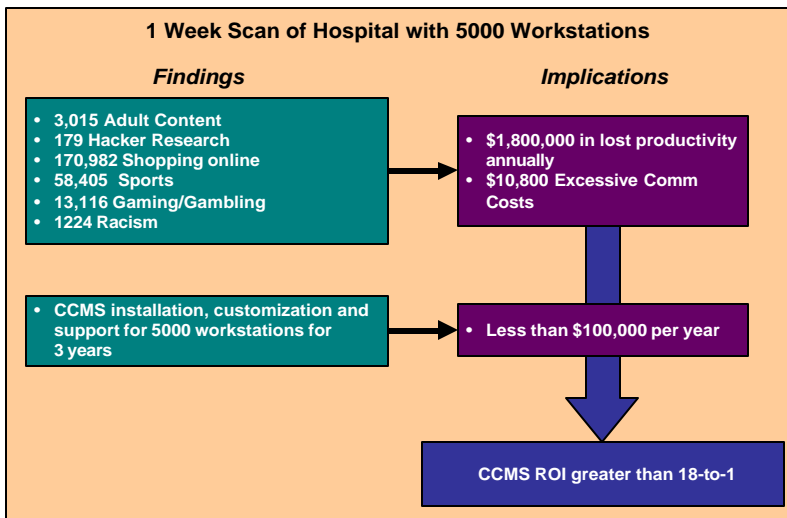 1 Week Scan of Hospital with 5000 Workstations
Findings
Implications
• 3,015 Adult Content
• 179 Hacker Research
• 170,982 Shopping online
• 58,405 Sports
• 13,116 Gaming/Gambling
• 1224 Racism
• $1,800,000 in lost productivity
annually
• $10,800 Excessive Comm
Costs
• CCMS installation, customization and
support for 5000 workstations for
3 years
• Less than $100,000 per year
CCMS ROI greater than 18-to-1